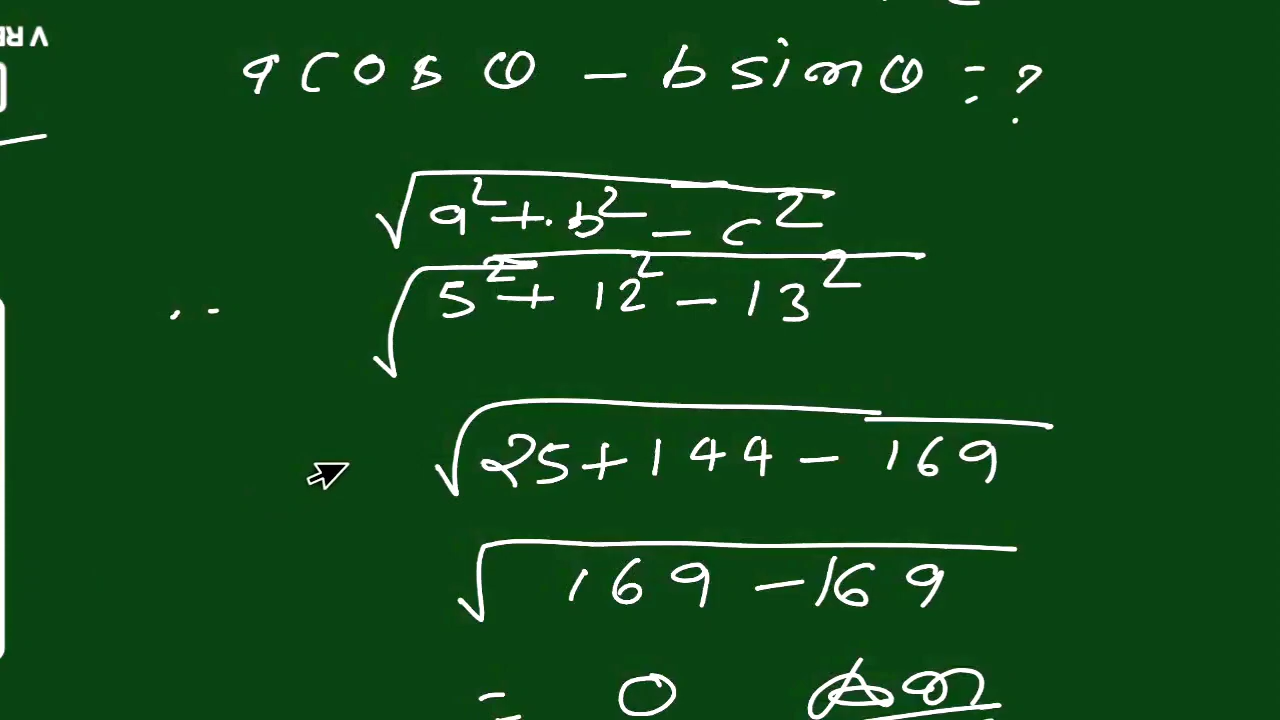 a cos θ - b sin θ = ?
√a² + b² - c²
√5² + 12² - 13²
√25 + 144 - 169
√169 - 169
= 0 Ans